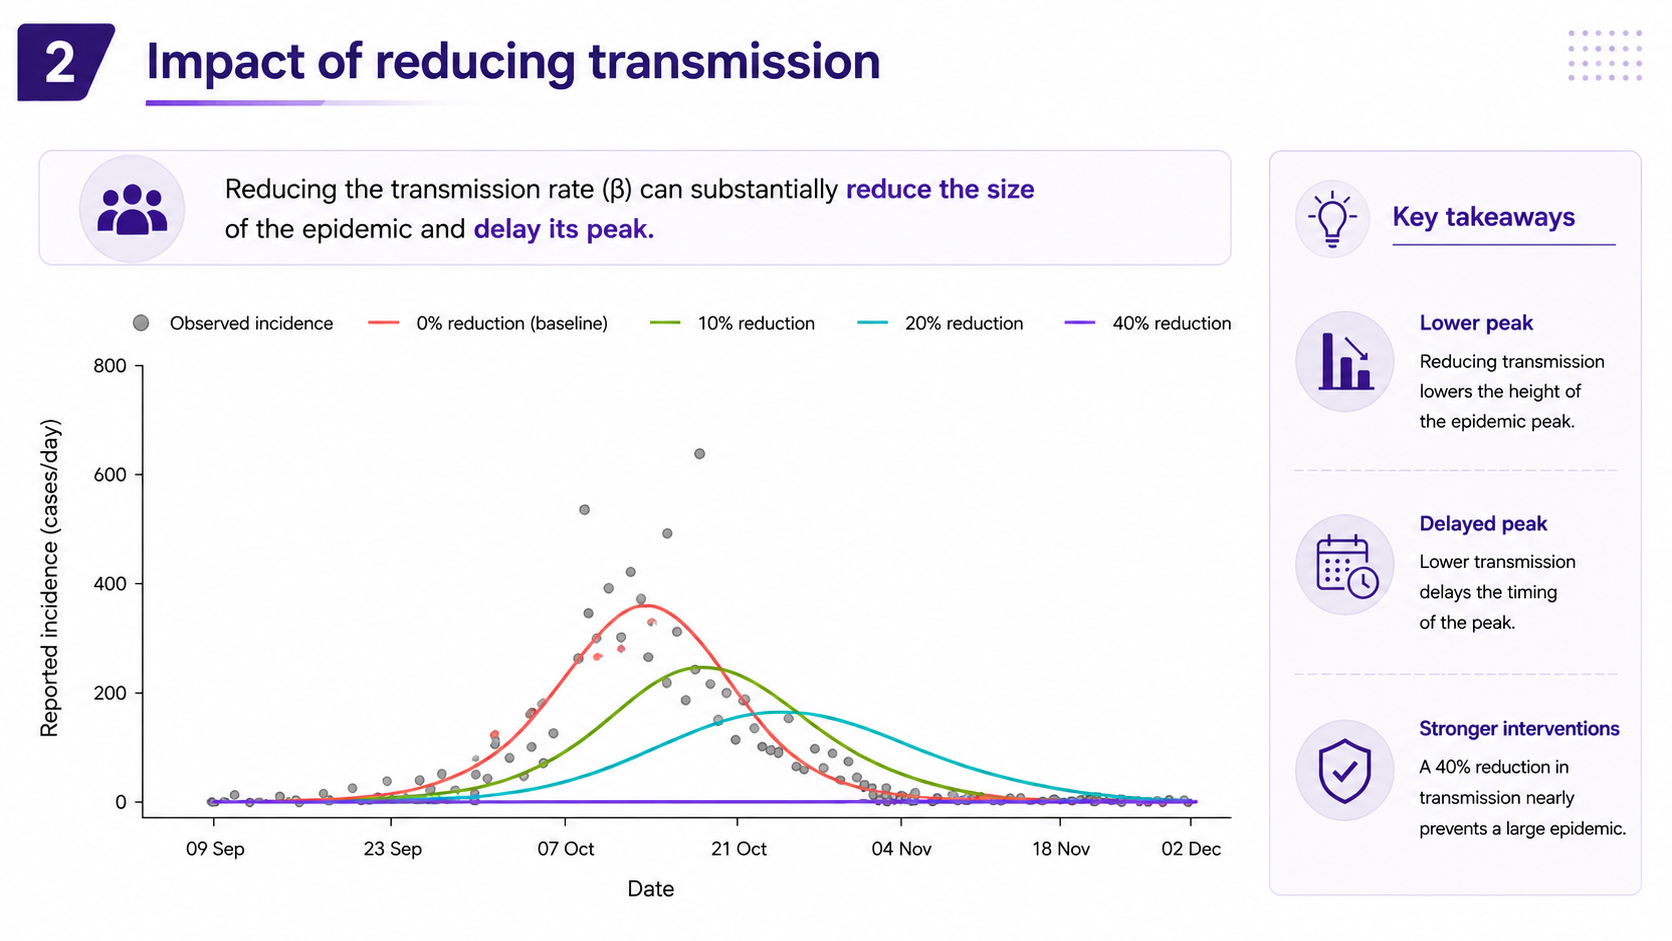 2
Impact of reducing transmission
Reducing the transmission rate (β) can substantially reduce the size
of the epidemic and delay its peak.
Observed incidence
0% reduction (baseline)
10% reduction
20% reduction
40% reduction
Reported incidence (cases/day)
800
600
400
200
0
09 Sep
23 Sep
07 Oct
21 Oct
04 Nov
18 Nov
02 Dec
Date
Key takeaways
Lower peak
Reducing transmission
lowers the height of
the epidemic peak.
Delayed peak
Lower transmission
delays the timing
of the peak.
Stronger interventions
A 40% reduction in
transmission nearly
prevents a large epidemic.